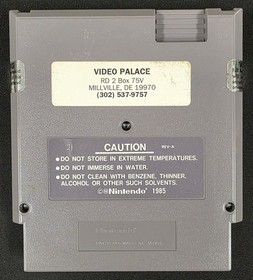 VIDEO PALACE
RD 2 Box 75V
MILLVILLE, DE 19970
(302) 537-9757
CAUTION
REV-A
•DO NOT STORE IN EXTREME TEMPERATURES.
•DO NOT IMMERSE IN WATER.
•DO NOT CLEAN WITH BENZENE, THINNER,
ALCOHOL OR OTHER SUCH SOLVENTS.
©®Nintendo® 1985